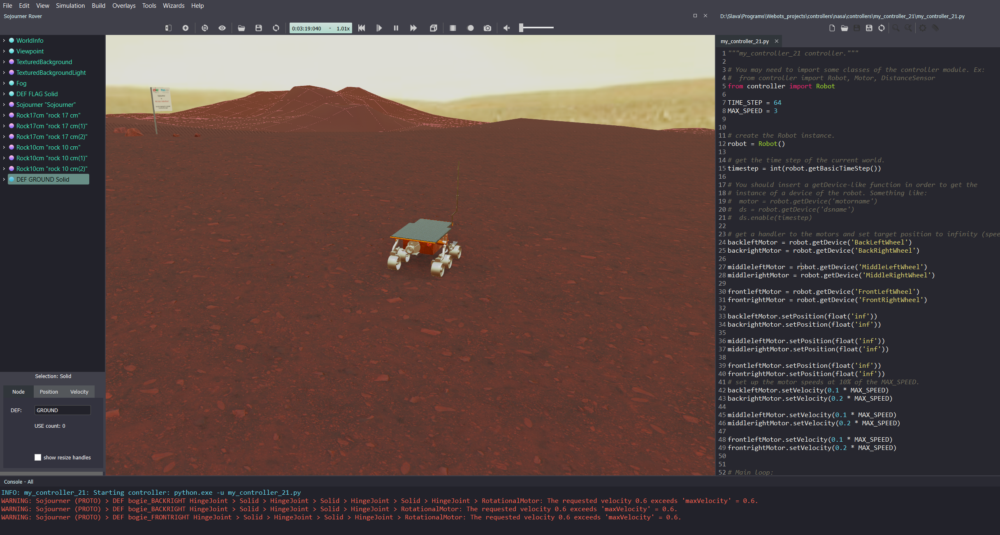 File Edit View Simulation Build Overlays Tools Wizards Help
Sojourner Rover
0:03:19:040 - 1.01x
WorldInfo
Viewpoint
TexturedBackground
TexturedBackgroundLight
Fog
DEF FLAG Solid
Sojourner "Sojourner"
Rock17cm "rock 17 cm"
Rock17cm "rock 17 cm(1)"
Rock17cm "rock 17 cm(2)"
Rock10cm "rock 10 cm"
Rock10cm "rock 10 cm(1)"
Rock10cm "rock 10 cm(2)"
DEF GROUND Solid
Selection: Solid
Node Position Velocity
DEF: GROUND
USE count: 0
show resize handles
D:\Slava\Programs\Webots_projects\controllers\nasa\controllers\my_controller_21\my_controller_21.py
my_controller_21.py
1 """my_controller_21 controller."""
2
3 # You may need to import some classes of the controller module. Ex:
4 #  from controller import Robot, Motor, DistanceSensor
5 from controller import Robot
6
7 TIME_STEP = 64
8 MAX_SPEED = 3
9
10
11 # create the Robot instance.
12 robot = Robot()
13
14 # get the time step of the current world.
15 timestep = int(robot.getBasicTimeStep())
16
17 # You should insert a getDevice-like function in order to get the
18 # instance of a device of the robot. Something like:
19 #  motor = robot.getDevice('motorname')
20 #  ds = robot.getDevice('dsname')
21 #  ds.enable(timestep)
22
23 # get a handler to the motors and set target position to infinity (spee
24 backleftMotor = robot.getDevice('BackLeftWheel')
25 backrightMotor = robot.getDevice('BackRightWheel')
26
27 middleleftMotor = robot.getDevice('MiddleLeftWheel')
28 middlerightMotor = robot.getDevice('MiddleRightWheel')
29
30 frontleftMotor = robot.getDevice('FrontLeftWheel')
31 frontrightMotor = robot.getDevice('FrontRightWheel')
32
33 backleftMotor.setPosition(float('inf'))
34 backrightMotor.setPosition(float('inf'))
35
36 middleleftMotor.setPosition(float('inf'))
37 middlerightMotor.setPosition(float('inf'))
38
39 frontleftMotor.setPosition(float('inf'))
40 frontrightMotor.setPosition(float('inf'))
41 # set up the motor speeds at 10% of the MAX_SPEED.
42 backleftMotor.setVelocity(0.1 * MAX_SPEED)
43 backrightMotor.setVelocity(0.2 * MAX_SPEED)
44
45 middleleftMotor.setVelocity(0.1 * MAX_SPEED)
46 middlerightMotor.setVelocity(0.2 * MAX_SPEED)
47
48 frontleftMotor.setVelocity(0.1 * MAX_SPEED)
49 frontrightMotor.setVelocity(0.2 * MAX_SPEED)
50
51
52 # Main loop:
Console - All
INFO: my_controller_21: Starting controller: python.exe -u my_controller_21.py
WARNING: Sojourner (PROTO) > DEF bogie_BACKRIGHT HingeJoint > Solid > HingeJoint > Solid > HingeJoint > Solid > HingeJoint > RotationalMotor: The requested velocity 0.6 exceeds 'maxVelocity' = 0.6.
WARNING: Sojourner (PROTO) > DEF bogie_BACKRIGHT HingeJoint > Solid > HingeJoint > Solid > HingeJoint > RotationalMotor: The requested velocity 0.6 exceeds 'maxVelocity' = 0.6.
WARNING: Sojourner (PROTO) > DEF bogie_FRONTRIGHT HingeJoint > Solid > HingeJoint > Solid > HingeJoint > RotationalMotor: The requested velocity 0.6 exceeds 'maxVelocity' = 0.6.